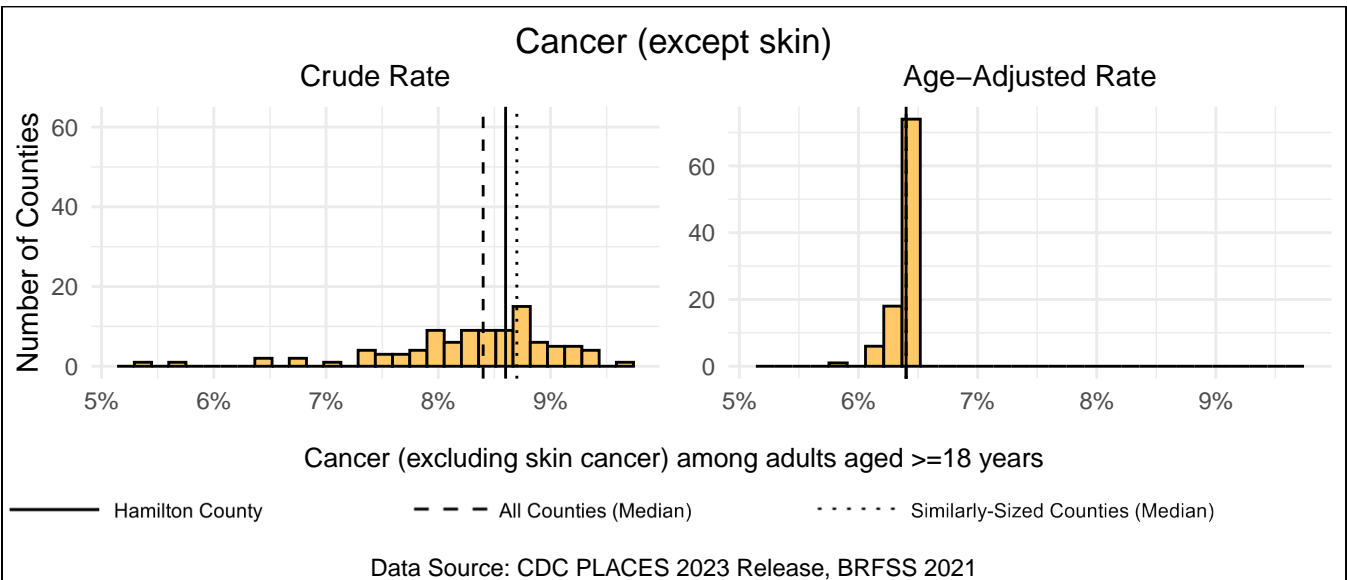 Cancer (except skin)
Crude Rate
Age−Adjusted Rate
Number of Counties
60
40
20
0
5%
6%
7%
8%
9%
60
40
20
0
5%
6%
7%
8%
9%
Cancer (excluding skin cancer) among adults aged >=18 years
Hamilton County
All Counties (Median)
Similarly-Sized Counties (Median)
Data Source: CDC PLACES 2023 Release, BRFSS 2021